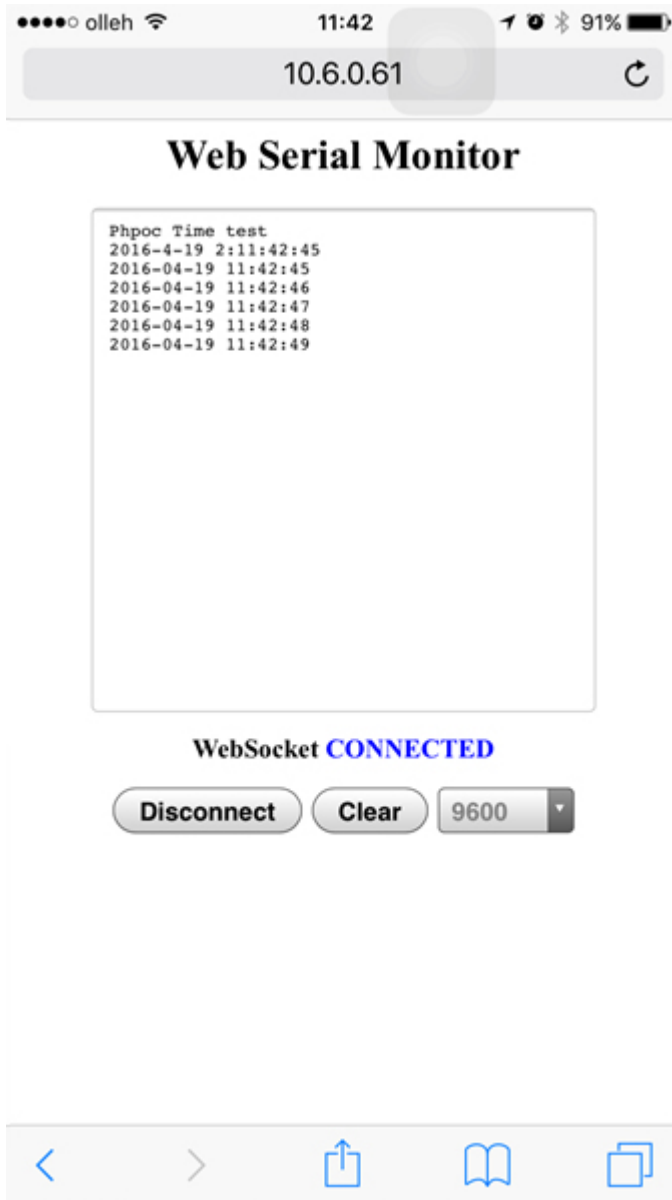 olleh 11:42 91%
10.6.0.61
Web Serial Monitor
Phpoc Time test
2016-4-19 2:11:42:45
2016-04-19 11:42:45
2016-04-19 11:42:46
2016-04-19 11:42:47
2016-04-19 11:42:48
2016-04-19 11:42:49
WebSocket CONNECTED
Disconnect Clear 9600